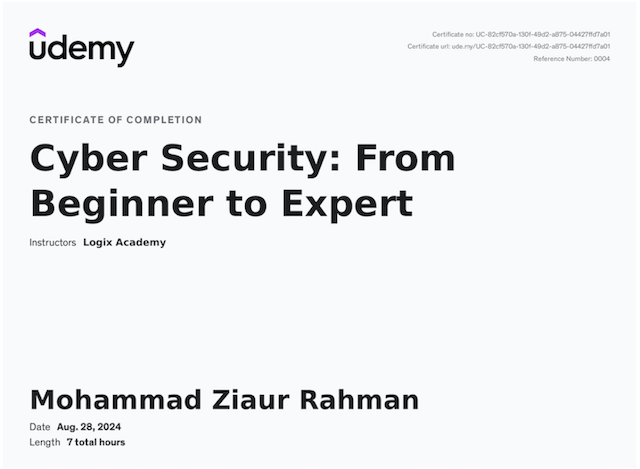 udemy
Certificate no: UC-82cf570a-130f-49d2-a875-04427ffd7a01
Certificate url: ude.my/UC-82cf570a-130f-49d2-a875-04427ffd7a01
Reference Number: 0004
CERTIFICATE OF COMPLETION
Cyber Security: From
Beginner to Expert
Instructors Logix Academy
Mohammad Ziaur Rahman
Date Aug. 28, 2024
Length 7 total hours